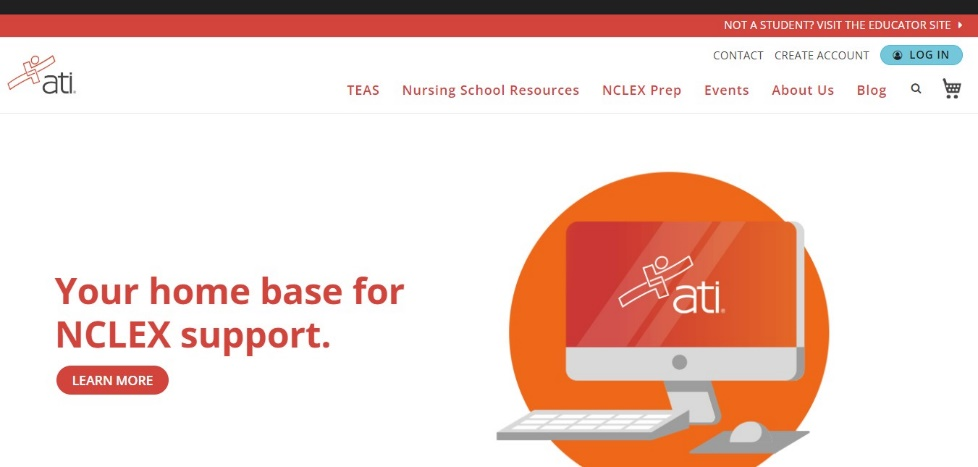 NOT A STUDENT? VISIT THE EDUCATOR SITE
CONTACT CREATE ACCOUNT LOG IN
ati
TEAS Nursing School Resources NCLEX Prep Events About Us Blog
ati
Your home base for
NCLEX support.
LEARN MORE